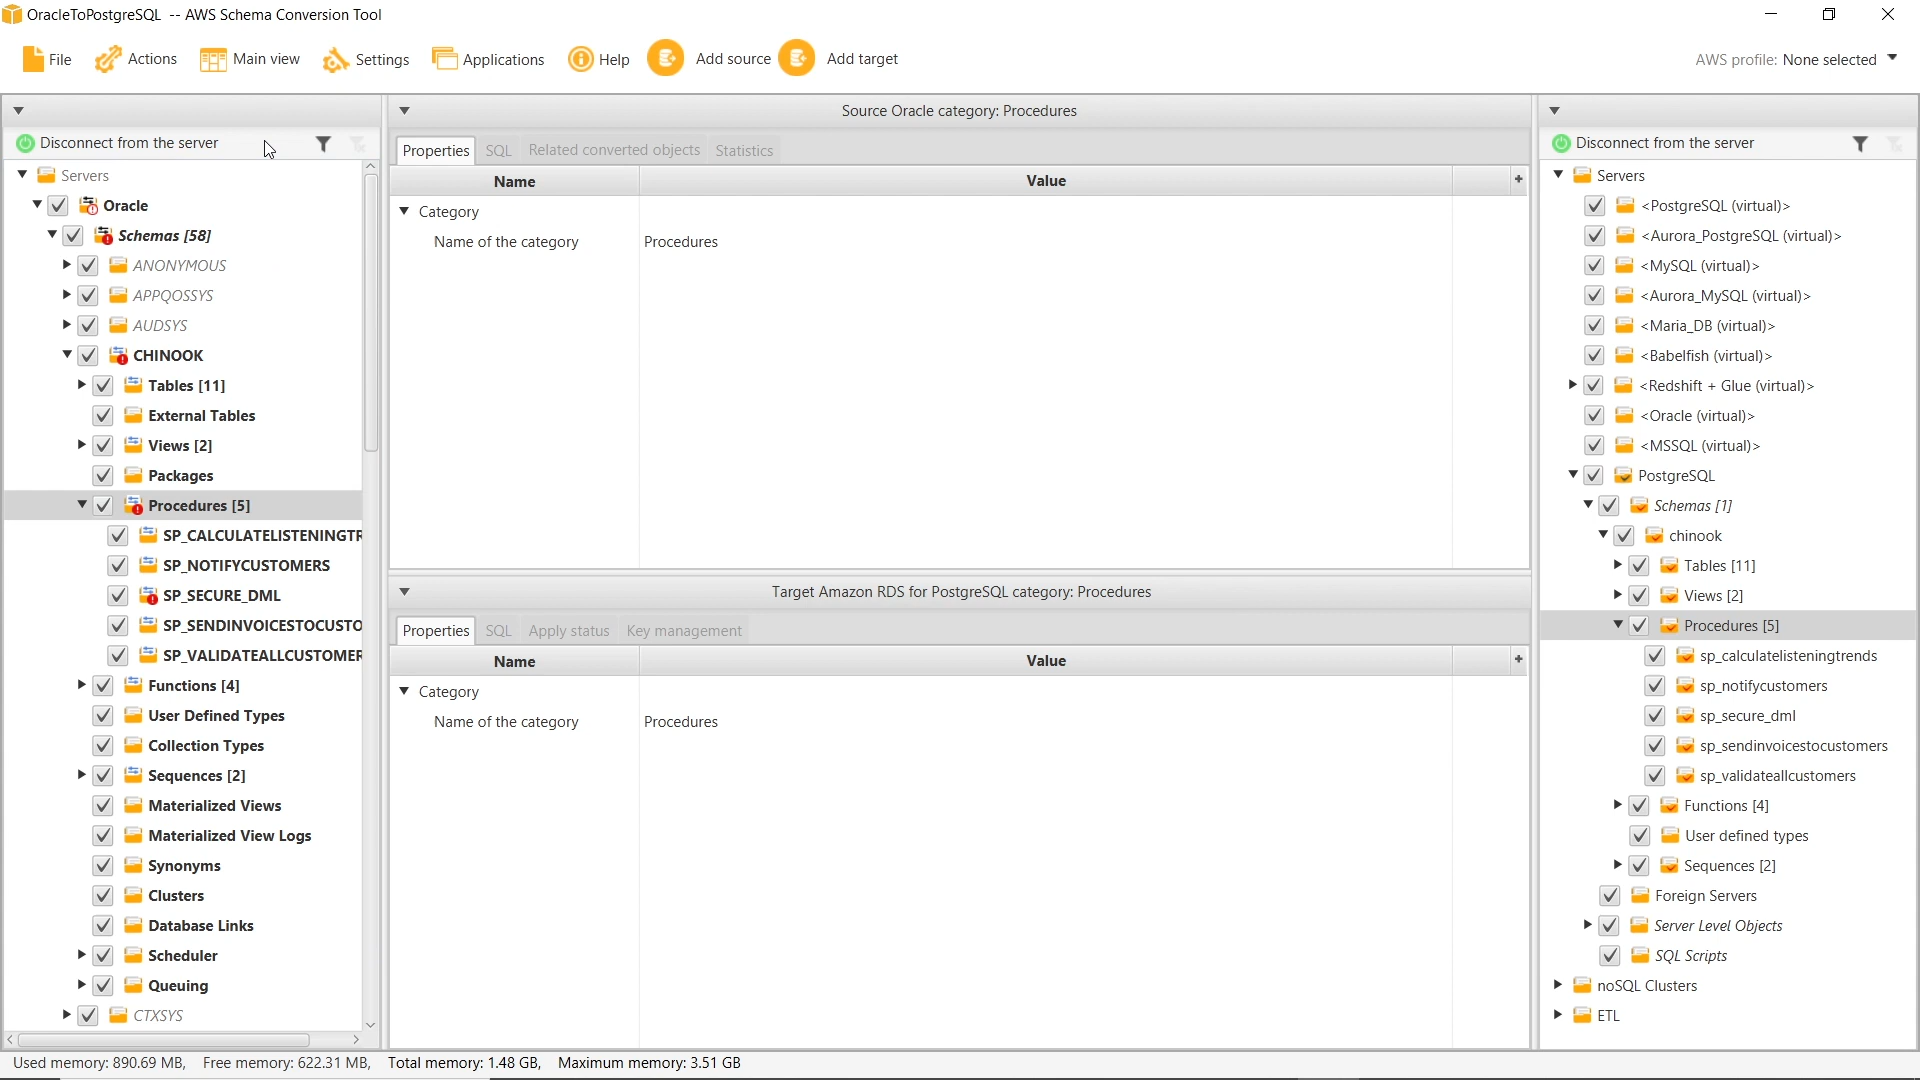 OracleToPostgreSQL -- AWS Schema Conversion Tool
File Actions Main view Settings Applications Help Add source Add target AWS profile: None selected
Disconnect from the server
Servers
Oracle
Schemas [58]
ANONYMOUS
APPQOSSYS
AUDSYS
CHINOOK
Tables [11]
External Tables
Views [2]
Packages
Procedures [5]
SP_CALCULATELISTENINGTR
SP_NOTIFYCUSTOMERS
SP_SECURE_DML
SP_SENDINVOICESTOCUSTO
SP_VALIDATEALLCUSTOMER
Functions [4]
User Defined Types
Collection Types
Sequences [2]
Materialized Views
Materialized View Logs
Synonyms
Clusters
Database Links
Scheduler
Queuing
CTXSYS
Source Oracle category: Procedures
Properties SQL Related converted objects Statistics
Name Value +
Category
Name of the category Procedures
Target Amazon RDS for PostgreSQL category: Procedures
Properties SQL Apply status Key management
Name Value +
Category
Name of the category Procedures
Disconnect from the server
Servers
<PostgreSQL (virtual)>
<Aurora_PostgreSQL (virtual)>
<MySQL (virtual)>
<Aurora_MySQL (virtual)>
<Maria_DB (virtual)>
<Babelfish (virtual)>
<Redshift + Glue (virtual)>
<Oracle (virtual)>
<MSSQL (virtual)>
PostgreSQL
Schemas [1]
chinook
Tables [11]
Views [2]
Procedures [5]
sp_calculatelisteningtrends
sp_notifycustomers
sp_secure_dml
sp_sendinvoicestocustomers
sp_validateallcustomers
Functions [4]
User defined types
Sequences [2]
Foreign Servers
Server Level Objects
SQL Scripts
noSQL Clusters
ETL
Used memory: 890.69 MB, Free memory: 622.31 MB, Total memory: 1.48 GB, Maximum memory: 3.51 GB